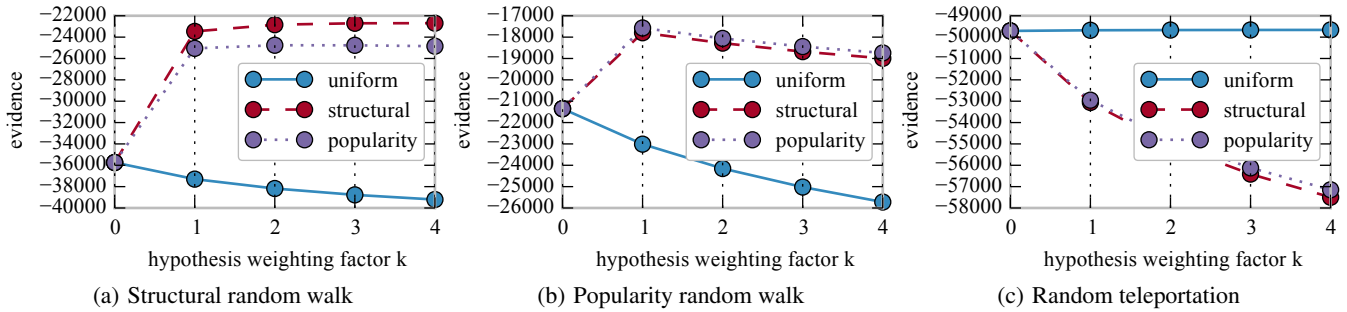 −22000
−24000
−26000
−28000
−30000
−32000
−34000
−36000
−38000
−40000
evidence
0 1 2 3 4
hypothesis weighting factor k
uniform
structural
popularity
(a) Structural random walk
−17000
−18000
−19000
−20000
−21000
−22000
−23000
−24000
−25000
−26000
evidence
0 1 2 3 4
hypothesis weighting factor k
uniform
structural
popularity
(b) Popularity random walk
−49000
−50000
−51000
−52000
−53000
−54000
−55000
−56000
−57000
−58000
evidence
0 1 2 3 4
hypothesis weighting factor k
uniform
structural
popularity
(c) Random teleportation